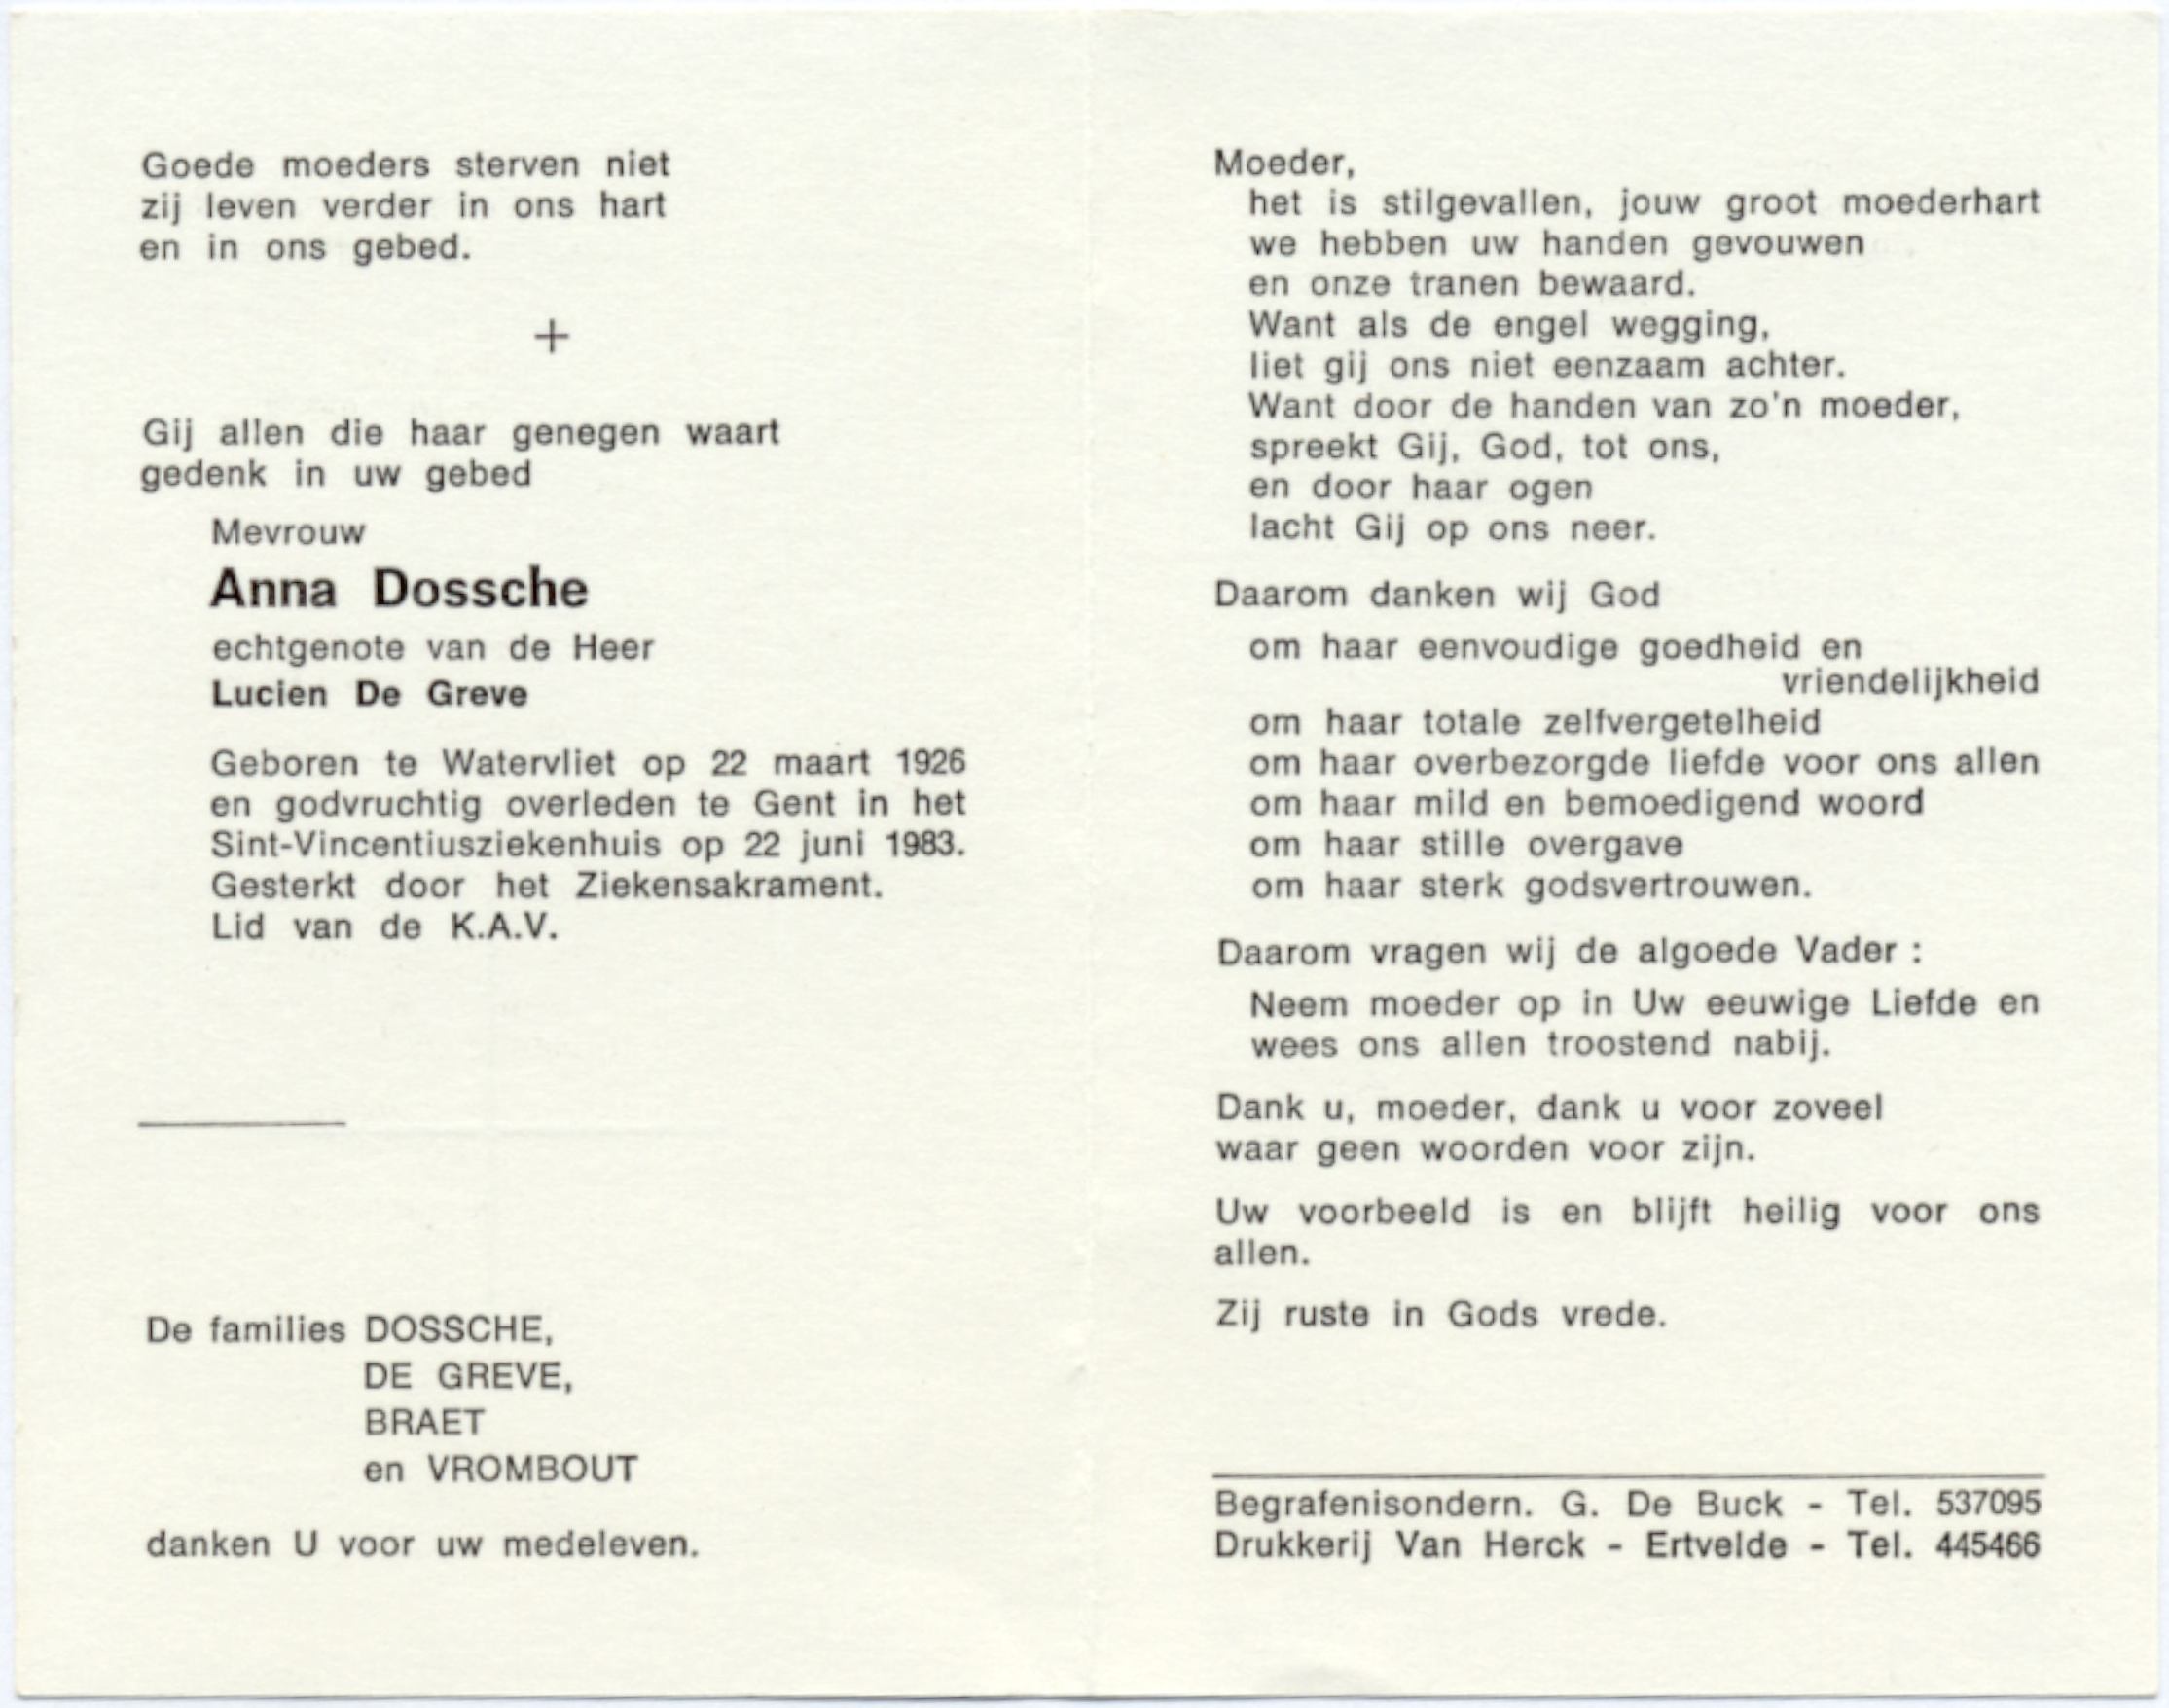 Goede moeders sterven niet
zij leven verder in ons hart
en in ons gebed.
+
Gij allen die haar genegen waart
gedenk in uw gebed
Mevrouw
Anna Dossche
echtgenote van de Heer
Lucien De Greve
Geboren te Watervliet op 22 maart 1926
en godvruchtig overleden te Gent in het
Sint-Vincentiusziekenhuis op 22 juni 1983.
Gesterkt door het Ziekensakrament.
Lid van de K.A.V.
De families DOSSCHE,
DE GREVE,
BRAET
en VROMBOUT
danken U voor uw medeleven.
Moeder,
het is stilgevallen, jouw groot moederhart
we hebben uw handen gevouwen
en onze tranen bewaard.
Want als de engel wegging,
liet gij ons niet eenzaam achter.
Want door de handen van zo'n moeder,
spreekt Gij, God, tot ons,
en door haar ogen
lacht Gij op ons neer.
Daarom danken wij God
om haar eenvoudige goedheid en
vriendelijkheid
om haar totale zelfvergetelheid
om haar overbezorgde liefde voor ons allen
om haar mild en bemoedigend woord
om haar stille overgave
om haar sterk godsvertrouwen.
Daarom vragen wij de algoede Vader :
Neem moeder op in Uw eeuwige Liefde en
wees ons allen troostend nabij.
Dank u, moeder, dank u voor zoveel
waar geen woorden voor zijn.
Uw voorbeeld is en blijft heilig voor ons
allen.
Zij ruste in Gods vrede.
Begrafenisondern. G. De Buck - Tel. 537095
Drukkerij Van Herck - Ertvelde - Tel. 445466